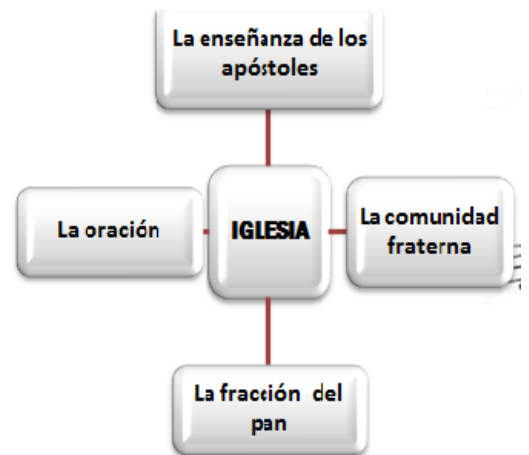 La enseñanza de los
apóstoles
La oración
IGLESIA
La comunidad
fraterna
La fracción del
pan